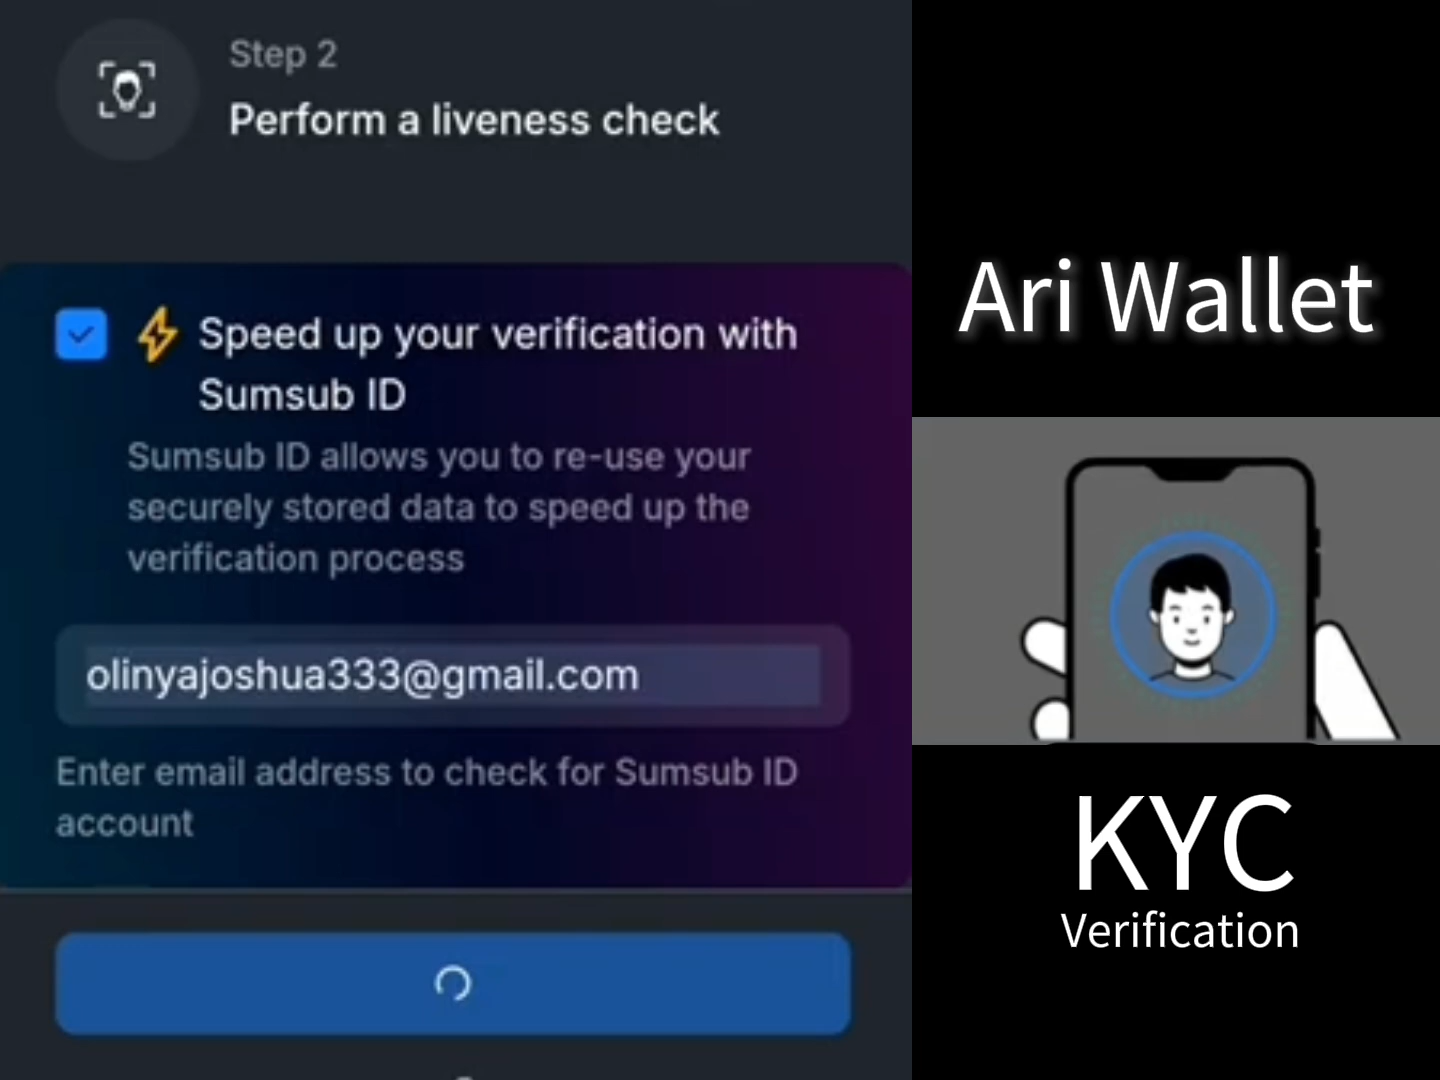 Step 2
Perform a liveness check
Speed up your verification with
Sumsub ID
Sumsub ID allows you to re-use your
securely stored data to speed up the
verification process
olinyajoshua333@gmail.com
Enter email address to check for Sumsub ID
account
Ari Wallet
KYC
Verification